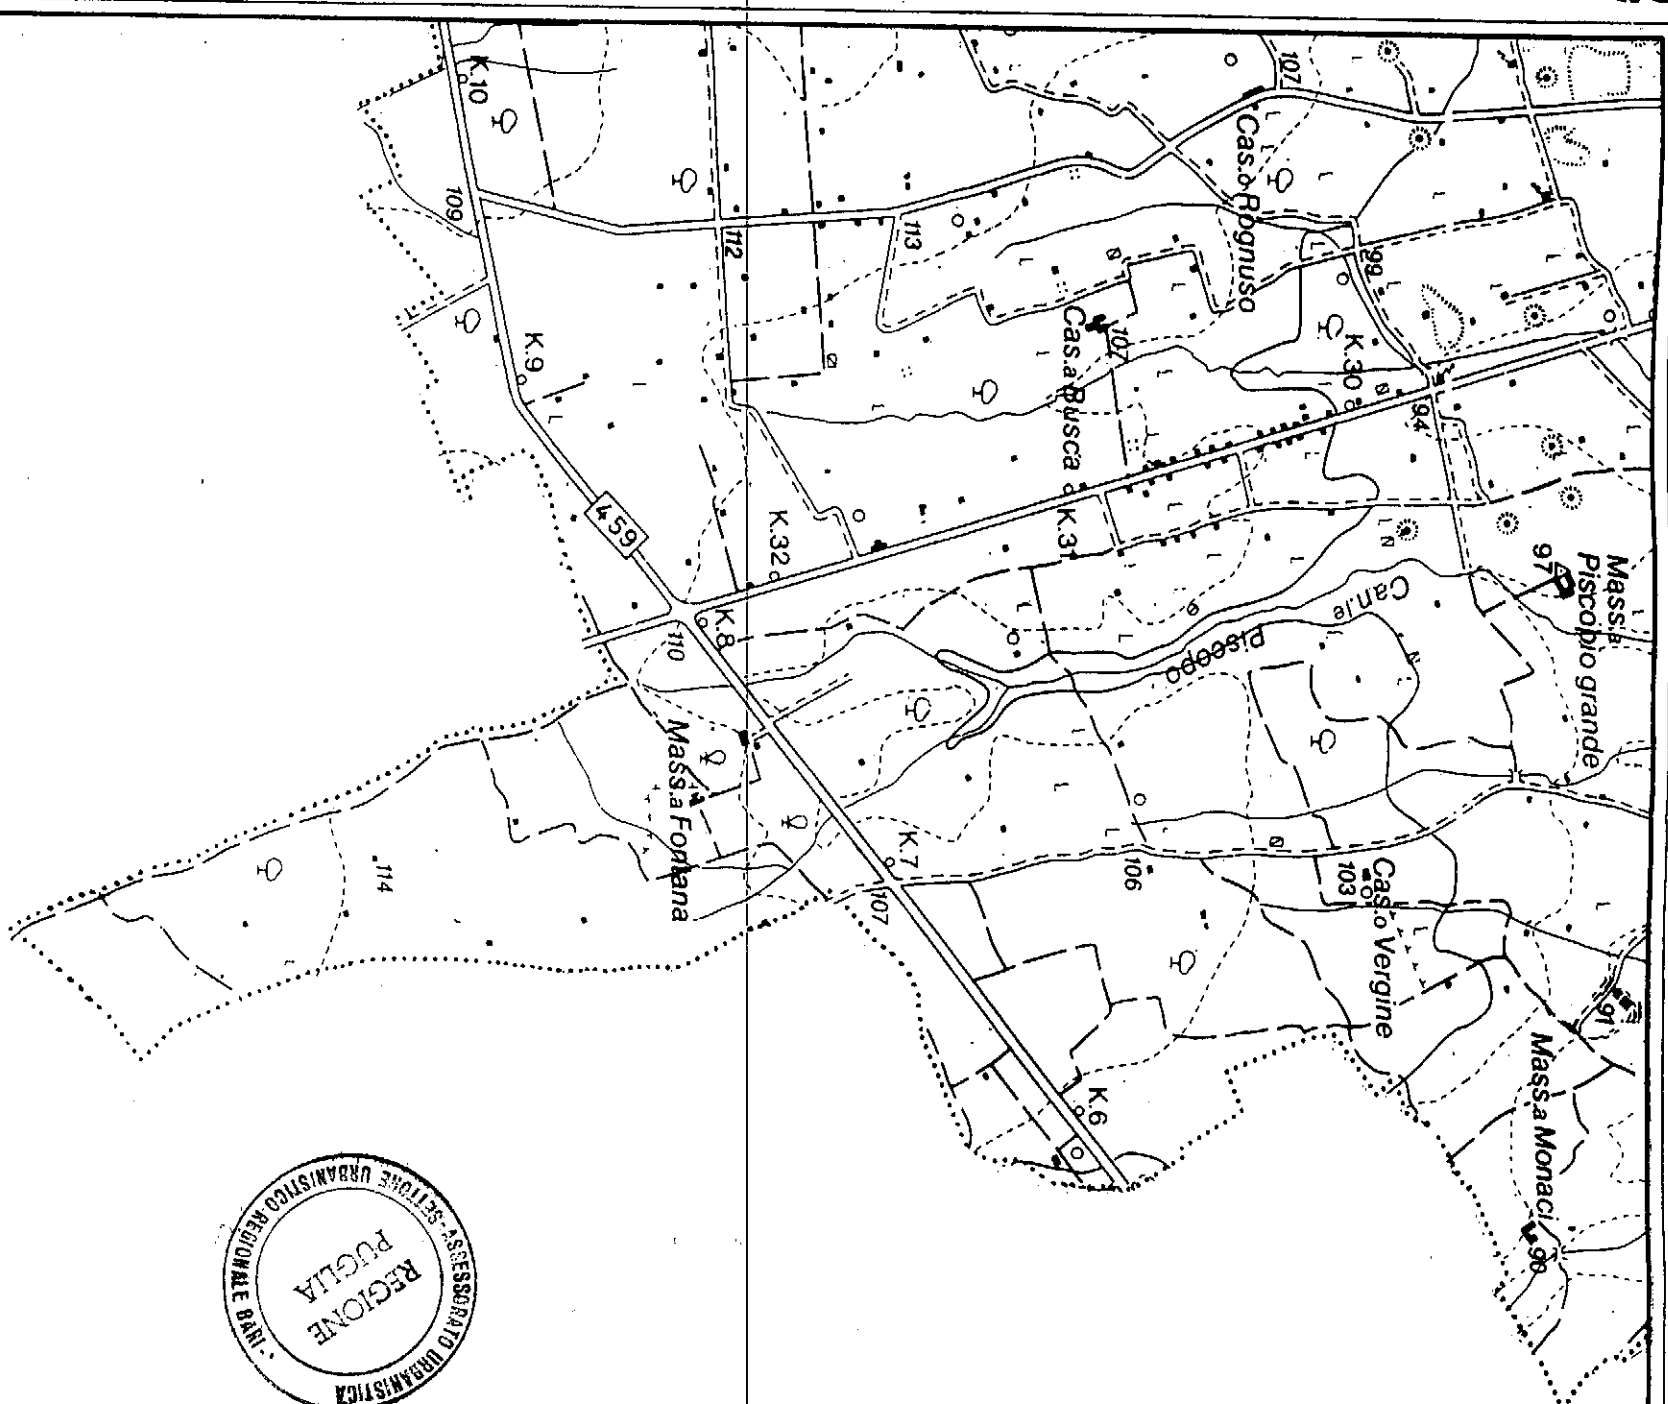 K.10
107
Cas.o Rognuso
109
112
113
99
K.9
107
Cas.a Busca
K.30
94
459
K.32
K.31
Mass.a
Piscopio grande
97
Can.le
Piscopo
K.8
110
Mass.a Fontana
K.7
107
106
103
Cas.o Vergine
114
91
Mass.a Monaci
90
K.6
ASSESSORATO URBANISTICA
SETTORE URBANISTICO REGIONALE BARI
REGIONE
PUGLIA